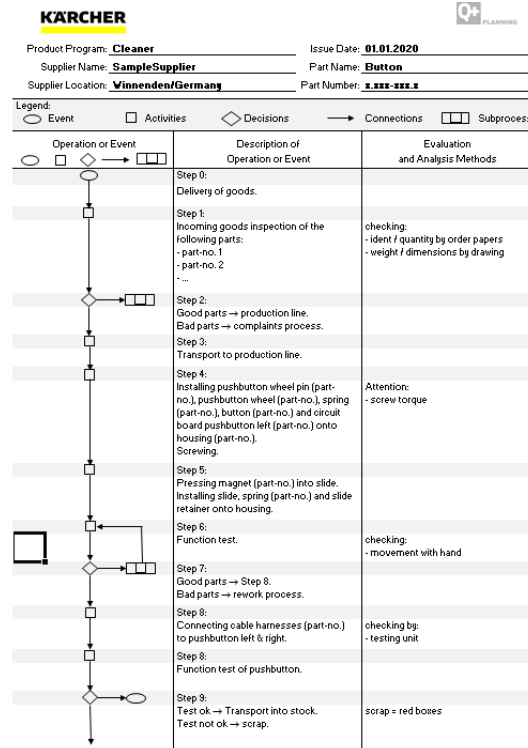 KÄRCHER
Q+ PLANNING
Product Program: Cleaner
Issue Date: 01.01.2020
Supplier Name: SampleSupplier
Part Name: Button
Supplier Location: Winnenden/Germany
Part Number: x.xxx-xxx.x
Legend:
Event
Activities
Decisions
Connections
Subproces
Operation or Event
Description of
Operation or Event
Evaluation
and Analysis Methods
Step 0:
Delivery of goods.
Step 1:
Incoming goods inspection of the
following parts:
- part-no. 1
- part-no. 2
- ...
checking:
- ident / quantity by order papers
- weight / dimensions by drawing
Step 2:
Good parts → production line.
Bad parts → complaints process.
Step 3:
Transport to production line.
Step 4:
Installing pushbutton wheel pin (part-
no.), pushbutton wheel (part-no.), spring
(part-no.), button (part-no.) and circuit
board pushbutton left (part-no.) onto
housing (part-no.).
Screwing.
Attention:
- screw torque
Step 5:
Pressing magnet (part-no.) into slide.
Installing slide, spring (part-no.) and slide
retainer onto housing.
Step 6:
Function test.
checking:
- movement with hand
Step 7:
Good parts → Step 8.
Bad parts → rework process.
Step 8:
Connecting cable harnesses (part-no.)
to pushbutton left & right.
checking by:
- testing unit
Step 8:
Function test of pushbutton.
Step 9:
Test ok → Transport into stock.
Test not ok → scrap.
scrap = red boxes